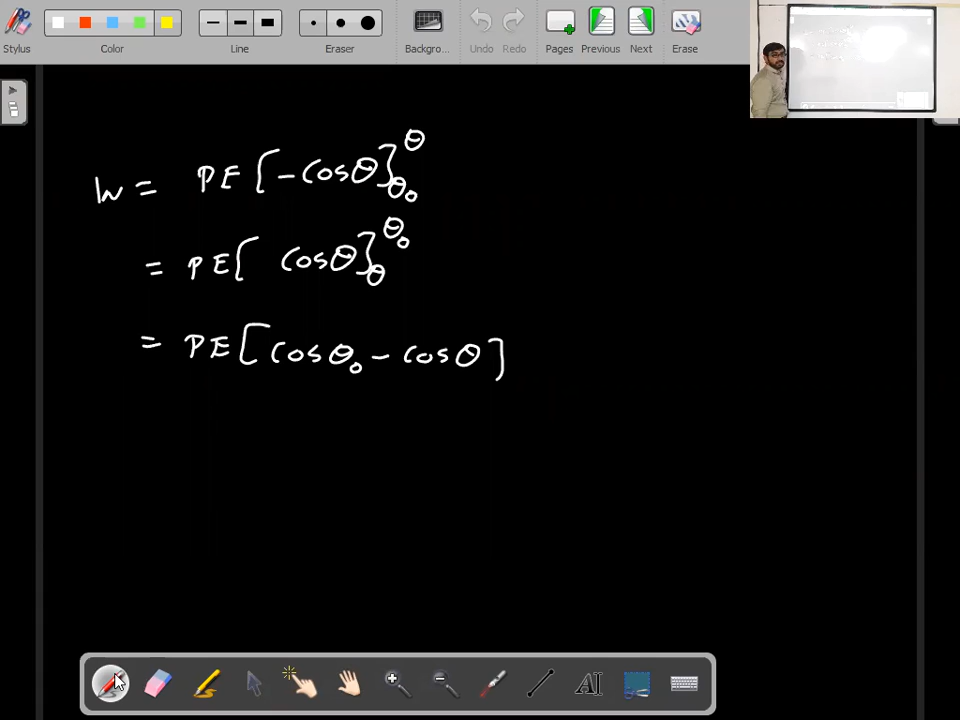 Stylus Color Line Eraser Backgro... Undo Redo Pages Previous Next Erase
W = PE[-cosθ]θθ₀
= PE[ cosθ]θ₀θ
= PE[cosθ₀ - cosθ]
AI